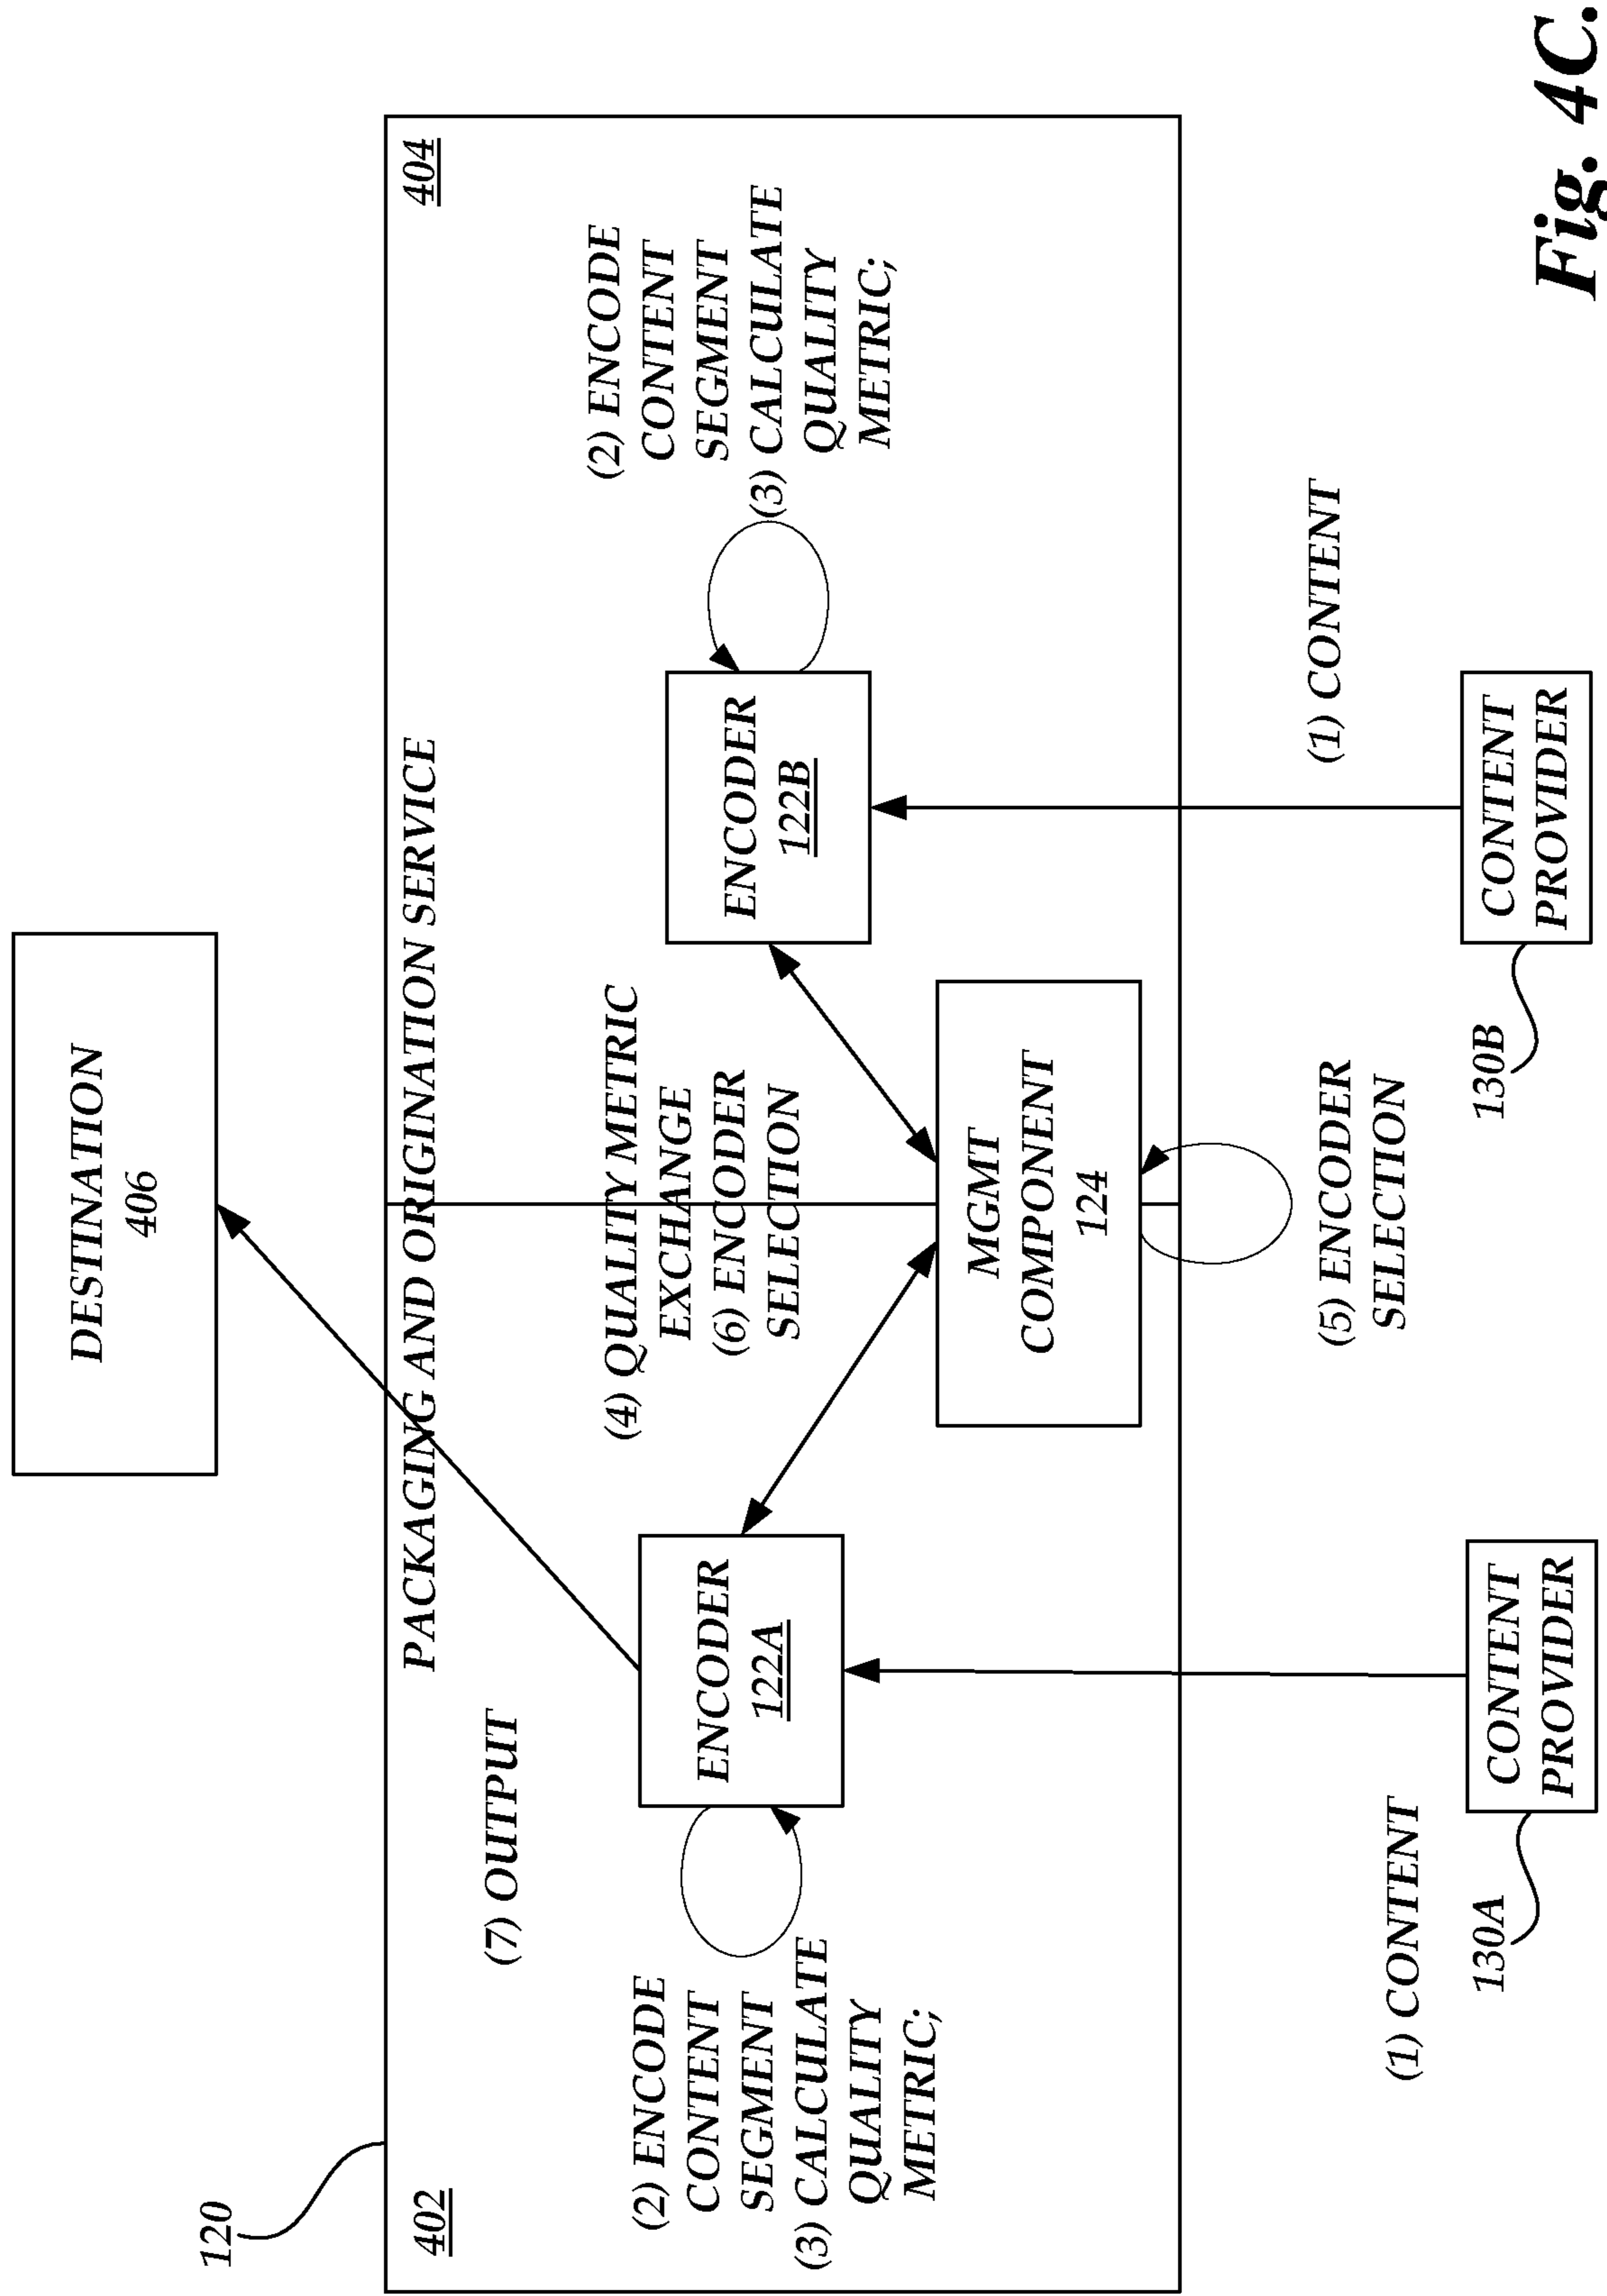 DESTINATION
406
120
PACKAGING AND ORIGINATION SERVICE
402
404
(7) OUTPUT
(4) QUALITY METRIC
EXCHANGE
(6) ENCODER
SELECTION
(2) ENCODE
CONTENT
SEGMENT
(3) CALCULATE
QUALITY
METRIC;
ENCODER
122A
ENCODER
122B
(2) ENCODE
CONTENT
SEGMENT
(3) CALCULATE
QUALITY
METRIC;
MGMT
COMPONENT
124
(5) ENCODER
SELECTION
(1) CONTENT
(1) CONTENT
130A
CONTENT
PROVIDER
130B
CONTENT
PROVIDER
Fig. 4C.